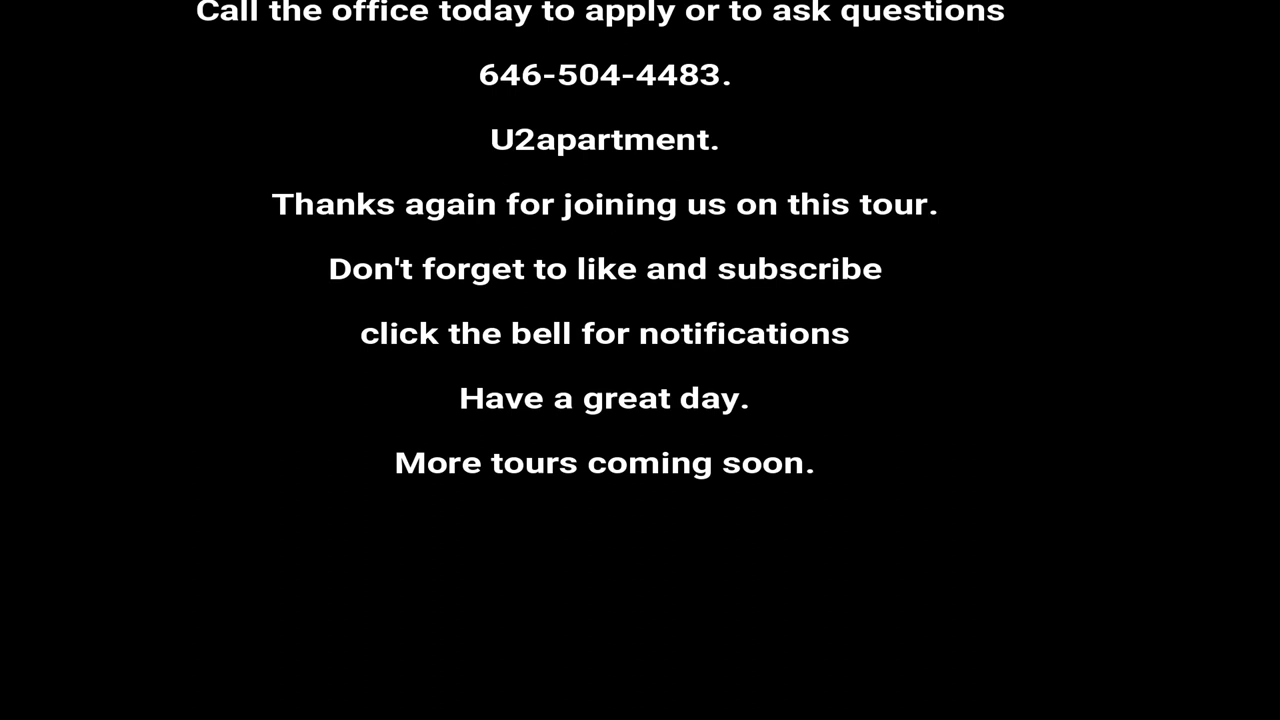 Call the office today to apply or to ask questions
646-504-4483.
U2apartment.
Thanks again for joining us on this tour.
Don't forget to like and subscribe
click the bell for notifications
Have a great day.
More tours coming soon.